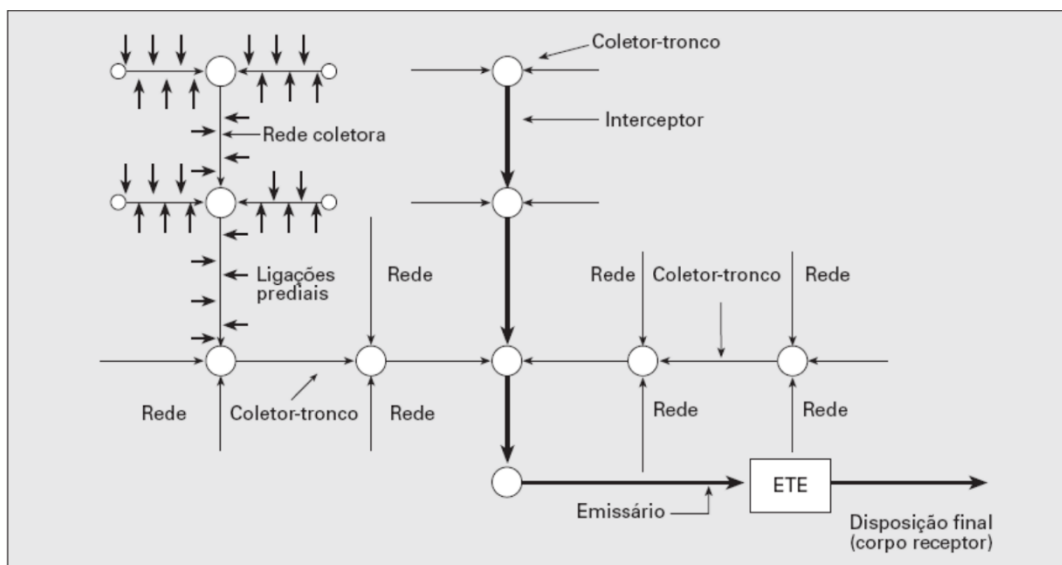 Coletor-tronco
Interceptor
Rede coletora
Ligações
prediais
Rede
Rede
Coletor-tronco
Rede
Rede
Coletor-tronco
Rede
Rede
Rede
Emissário
ETE
Disposição final
(corpo receptor)